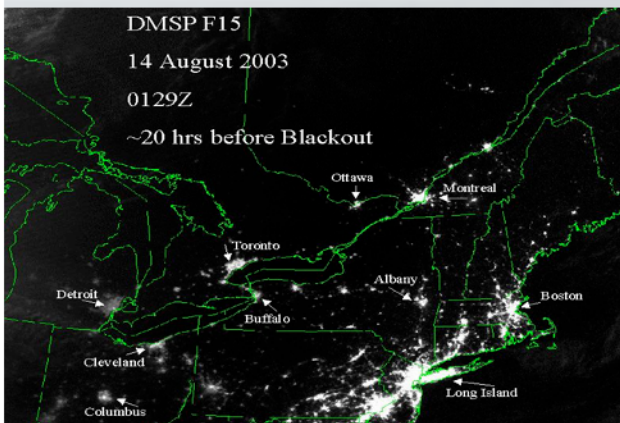 DMSP F15
14 August 2003
0129Z
~20 hrs before Blackout
Ottawa
Montreal
Toronto
Detroit
Albany
Boston
Buffalo
Cleveland
Long Island
Columbus